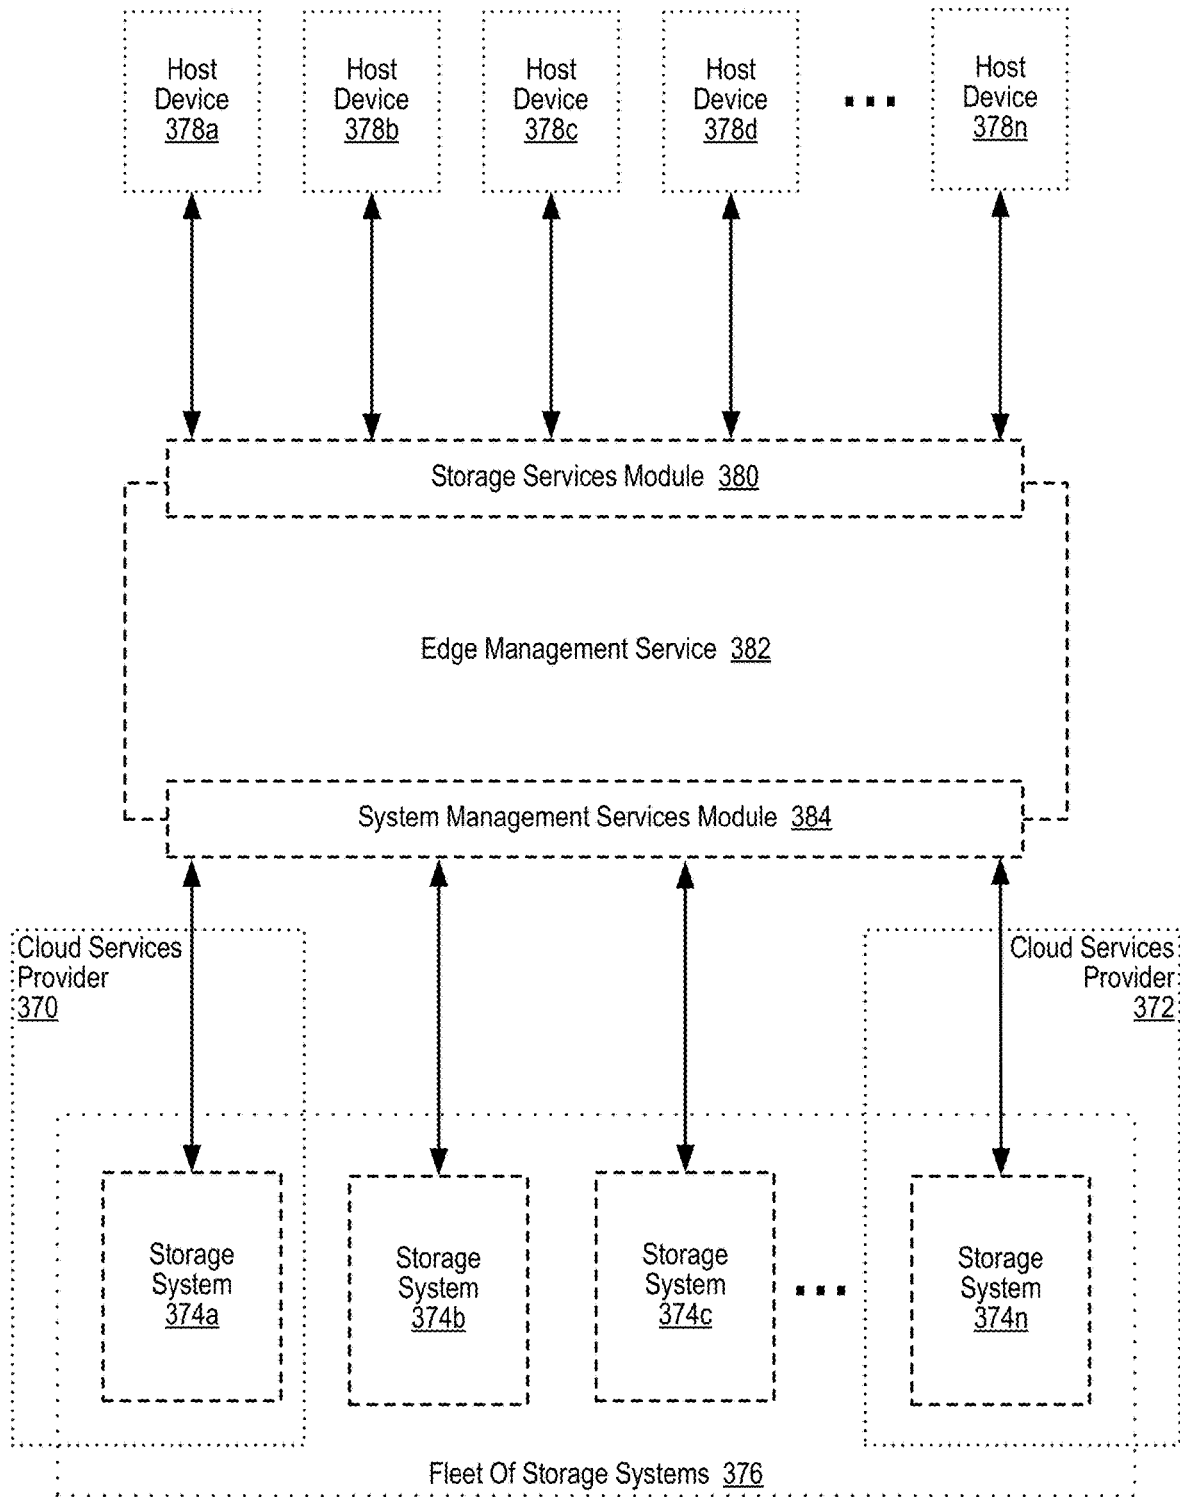 Host
Device
378a
Host
Device
378b
Host
Device
378c
Host
Device
378d
Host
Device
378n
Storage Services Module 380
Edge Management Service 382
System Management Services Module 384
Cloud Services
Provider
370
Cloud Services
Provider
372
Storage
System
374a
Storage
System
374b
Storage
System
374c
Storage
System
374n
Fleet Of Storage Systems 376